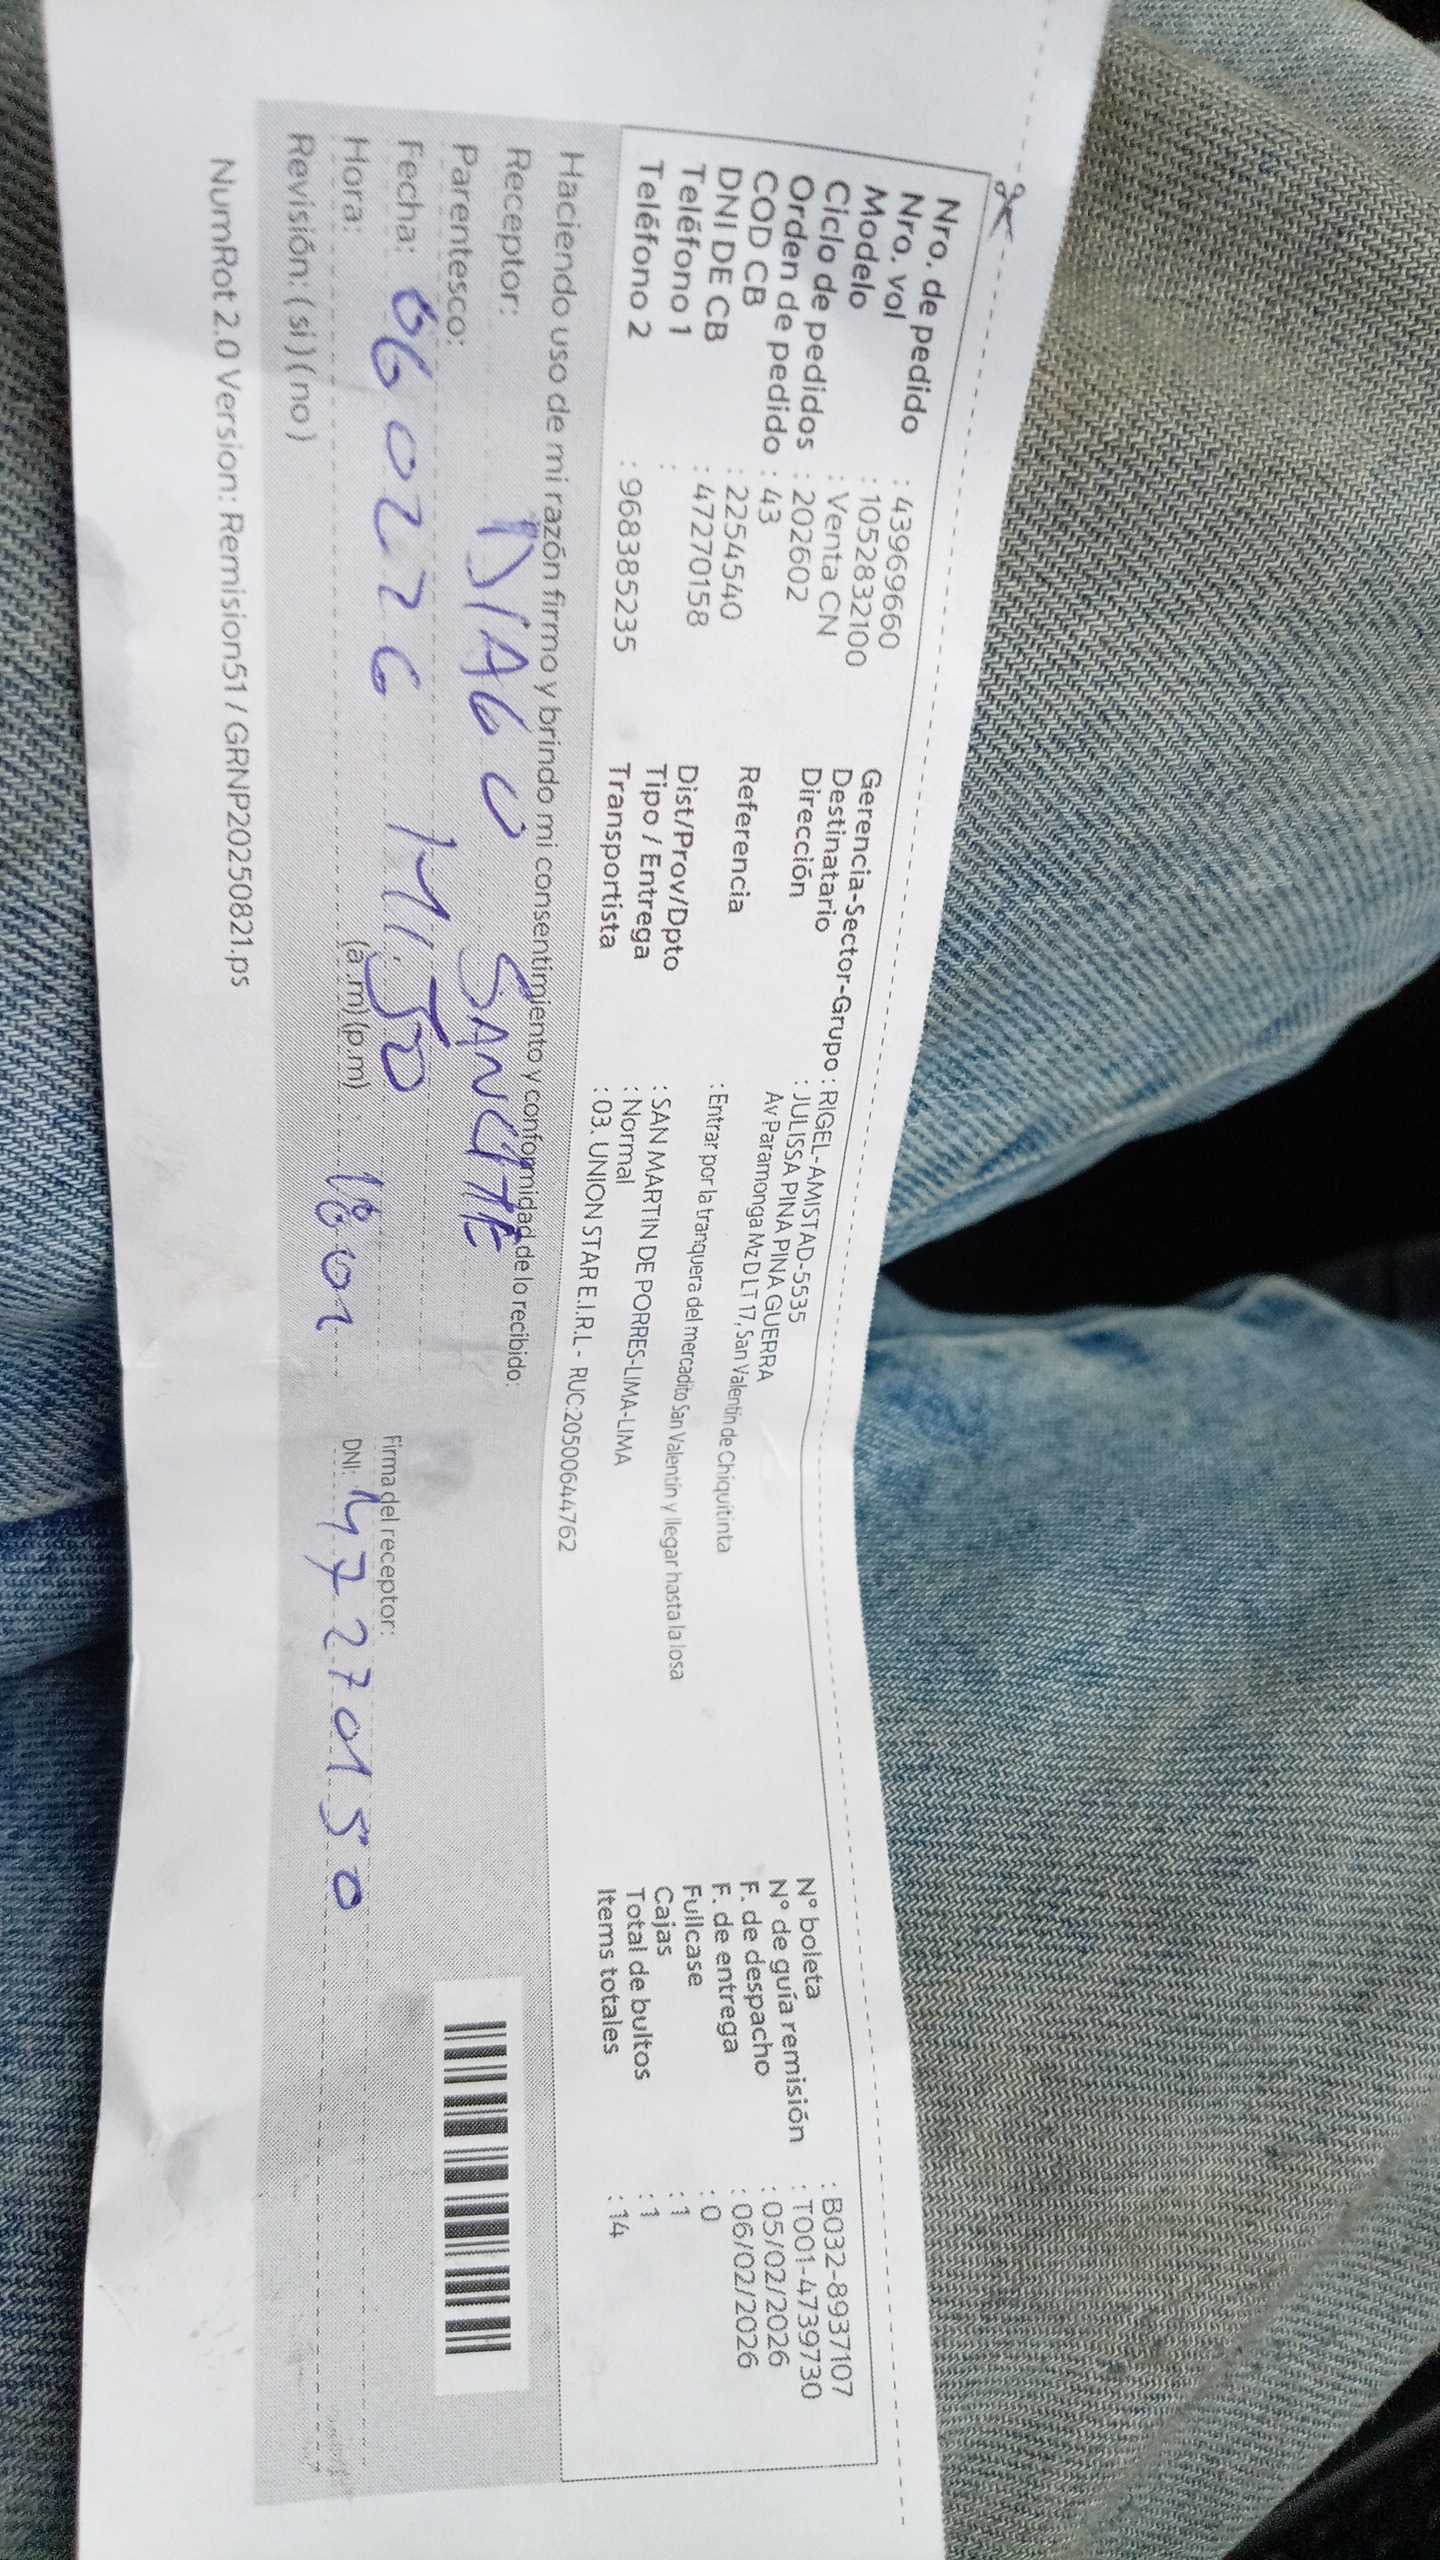 Nro. de pedido : 43969660
Nro. vol : 1052832100
Modelo : Venta CN
Ciclo de pedidos : 202602
Orden de pedido : 43
COD CB : 2254540
DNI DE CB : 47270158
Teléfono 1 :
Teléfono 2 : 968385235
Gerencia-Sector-Grupo : RIGEL-AMISTAD-5535
Destinatario : JULISSA PINA PINA GUERRA
Dirección Av Paramonga Mz D LT 17, San Valentín de Chiquitinta
Referencia : Entrar por la tranquera del mercadito San Valentin y llegar hasta la losa
Dist/Prov/Dpto : SAN MARTIN DE PORRES-LIMA-LIMA
Tipo / Entrega : Normal
Transportista : 03. UNION STAR E.I.R.L - RUC:20500644762
N° boleta : B032-8937107
N° de guía remisión : T001-4739730
F. de despacho : 05/02/2026
F. de entrega : 06/02/2026
Fullcase : 0
Cajas : 1
Total de bultos : 1
Items totales : 14
Haciendo uso de mi razón firmo y brindo mi consentimiento y conformidad de lo recibido:
Receptor:
Parentesco:
Fecha: 06 02 26
Hora: (a.m)(p.m)
Firma del receptor:
DNI: 47270150
Revisión: ( si ) ( no )
NumRot 2.0 Version: Remision51 / GRNP20250821.ps